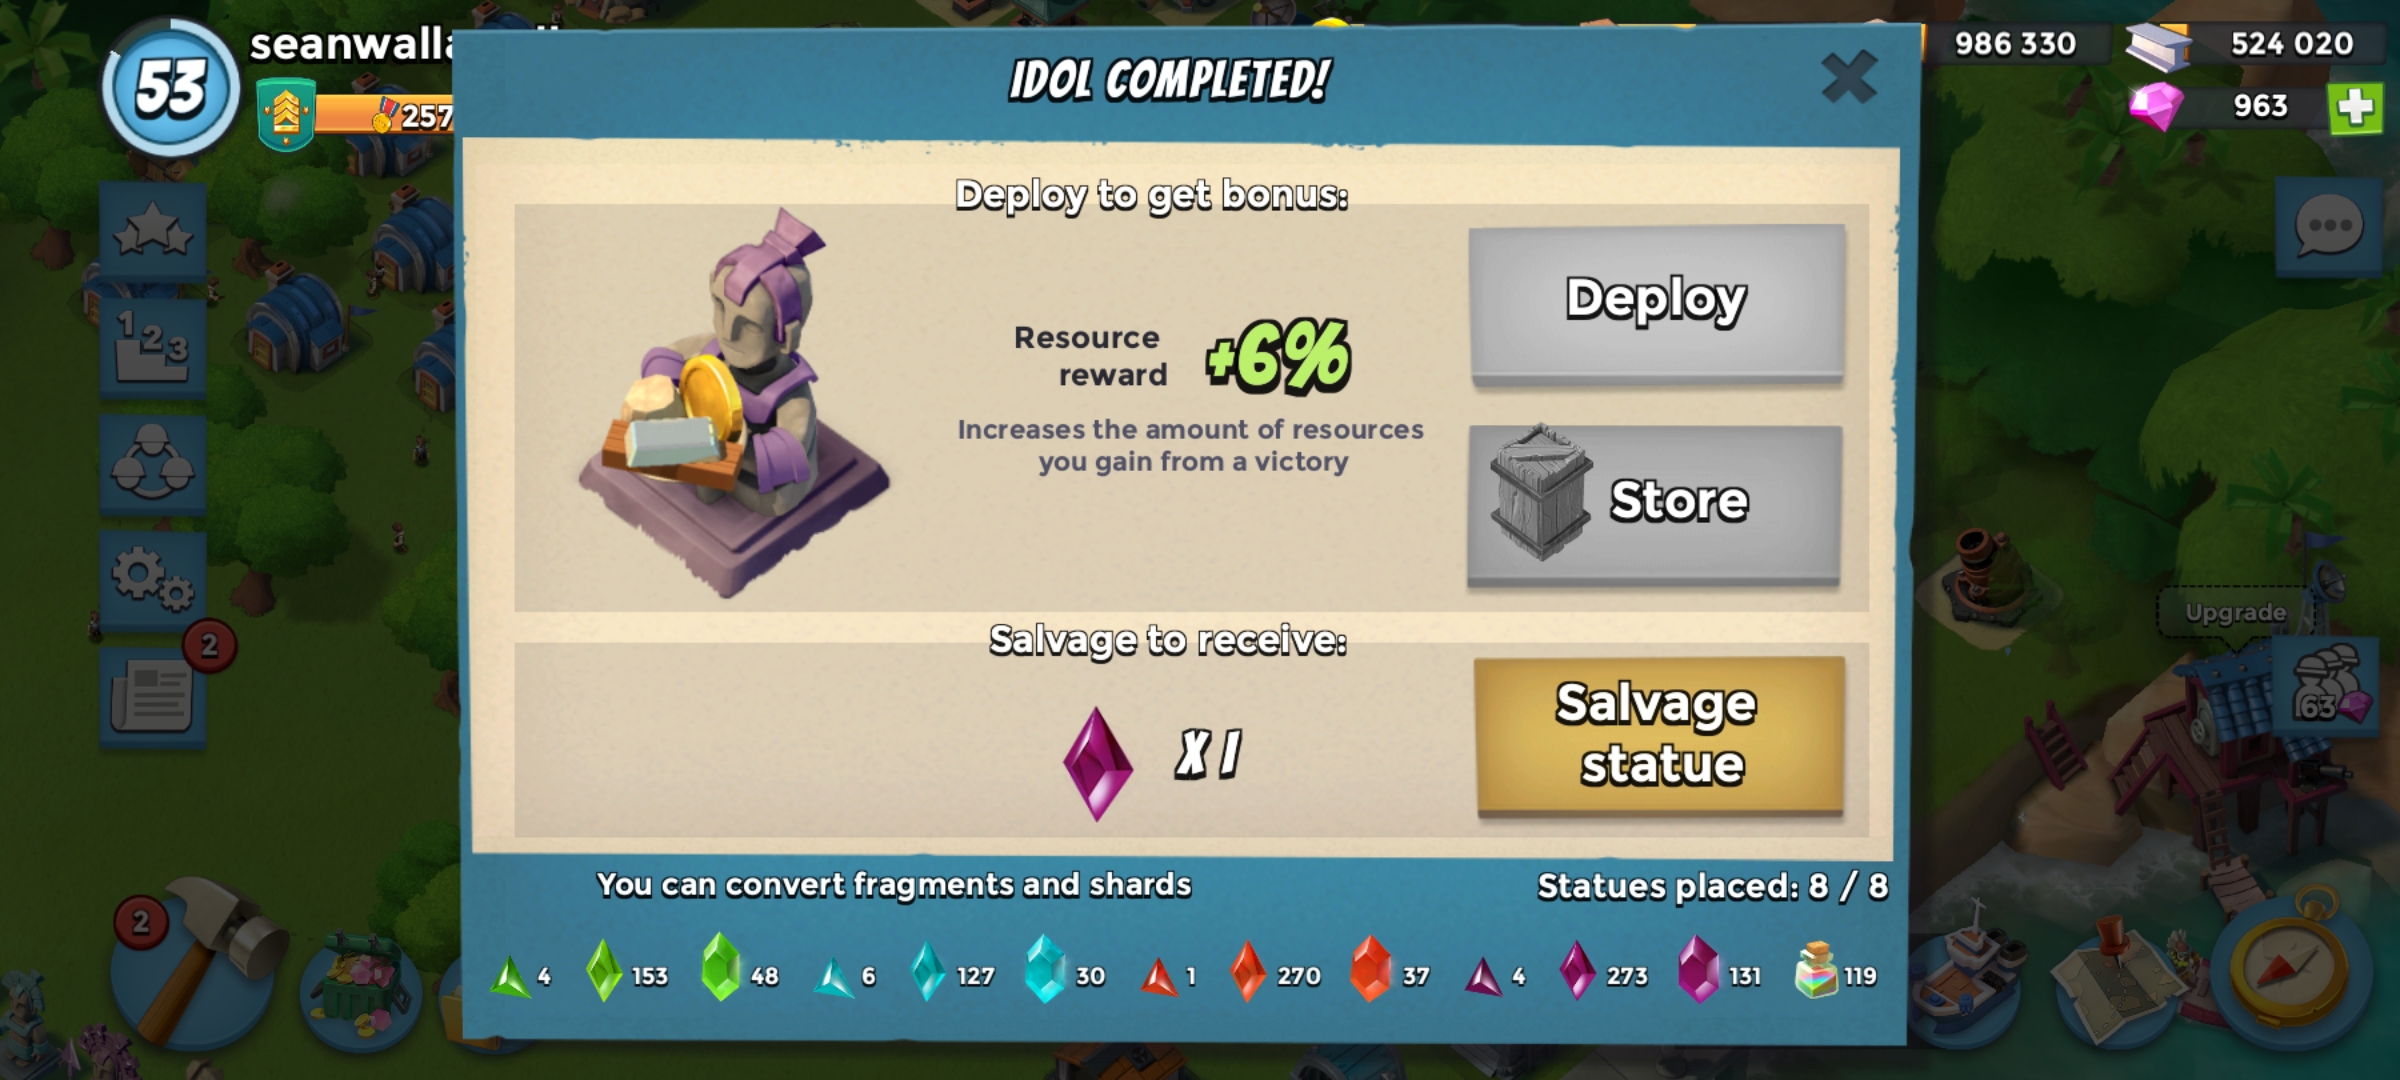 53
257
986 330
524 020
963
IDOL COMPLETED!
Deploy to get bonus:
Resource
reward
+6%
Increases the amount of resources
you gain from a victory
Deploy
Store
Salvage to receive:
X 1
Salvage
statue
1 2 3
2
Upgrade
63
2
You can convert fragments and shards
Statues placed: 8 / 8
4 153 48 6 127 30 1 270 37 4 273 131 119